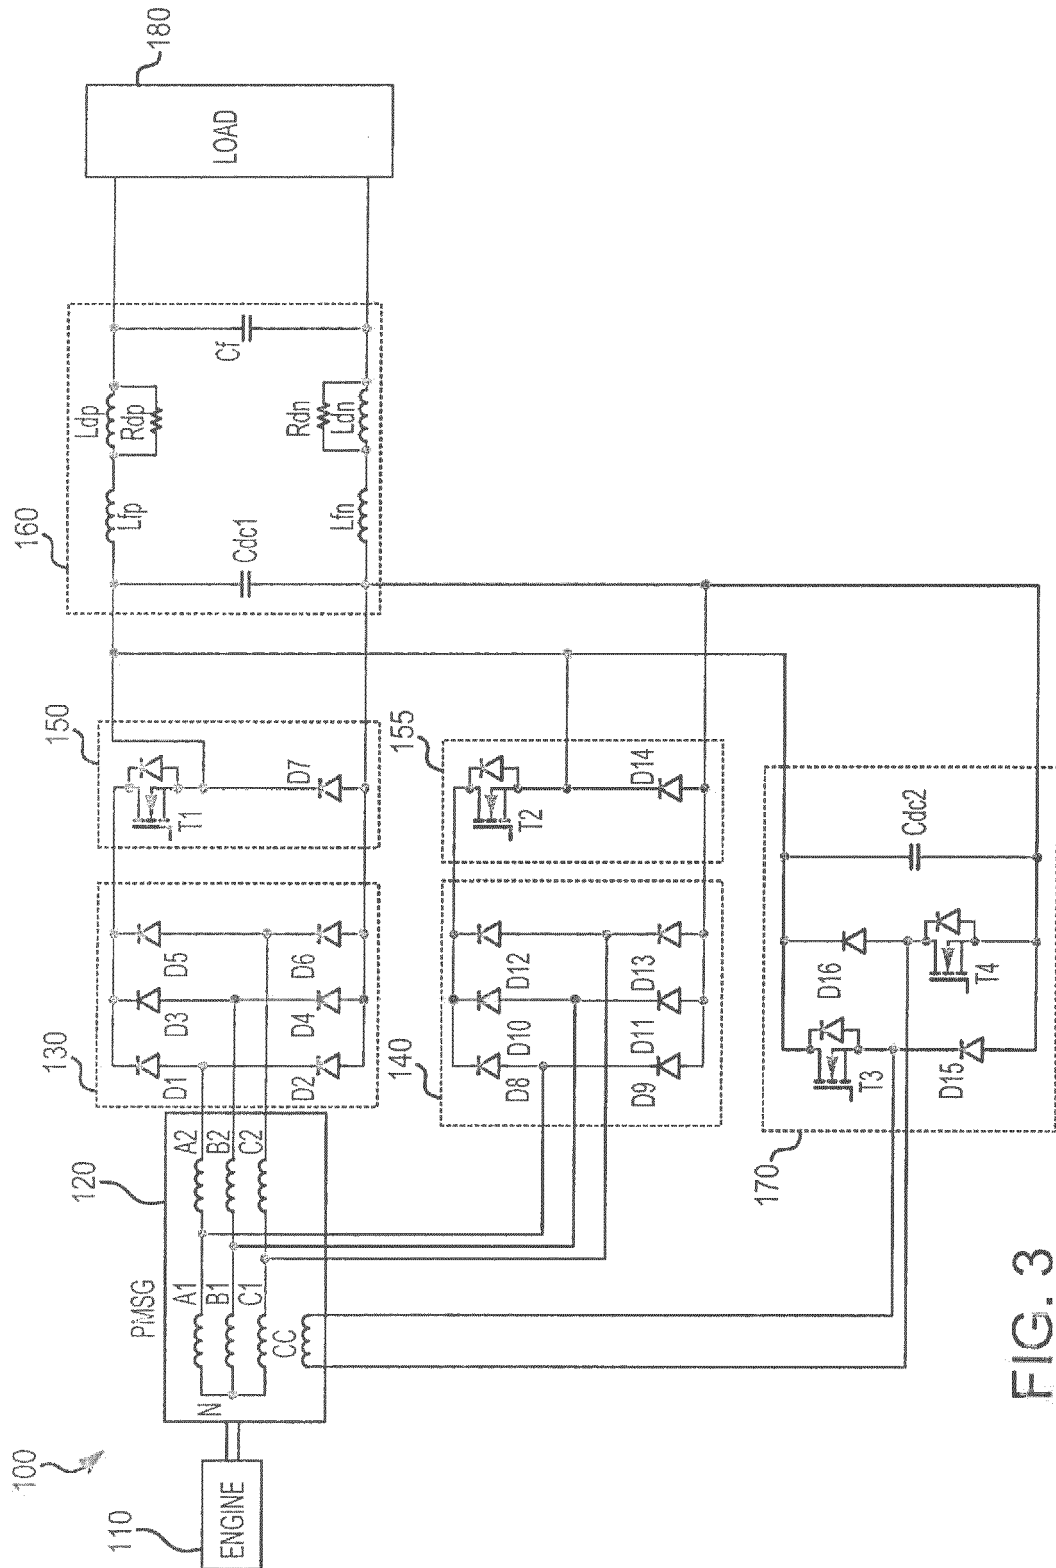 100
110
ENGINE
120
PMSG
N
A1
B1
C1
CC
A2
B2
C2
130
D1
D3
D5
D2
D4
D6
150
T1
D7
160
Lfp
Ldp
Rdp
Cdc1
Cf
Lfn
Rdn
Ldn
180
LOAD
140
D8
D10
D12
D9
D11
D13
155
T2
D14
170
T3
D16
D15
T4
Cdc2
FIG. 3